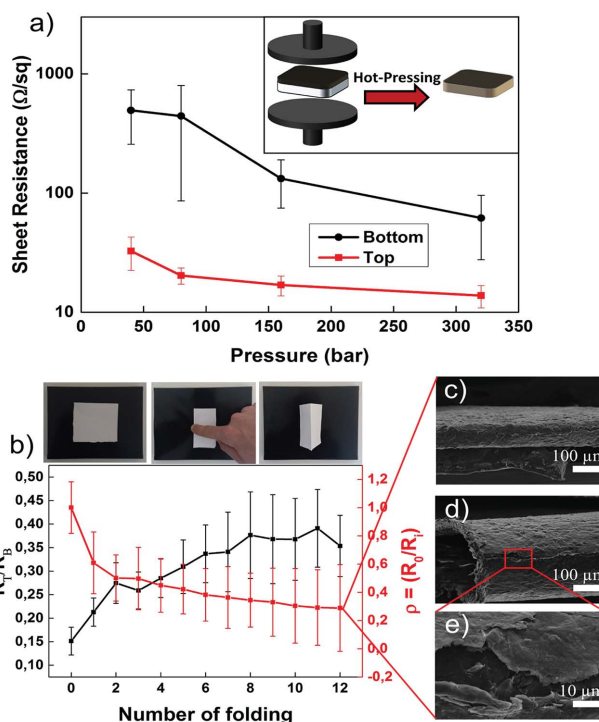 a)
Sheet Resistance (Ω/sq)
1000
100
10
Hot-Pressing
Bottom
Top
0 50 100 150 200 250 300 350
Pressure (bar)
b)
0,50
0,45
0,40
0,35
0,30
0,25
0,20
0,15
0,10
1,2
1,0
0,8
0,6
0,4
0,2
0,0
-0,2
ρ = (R₀/Rᵢ)
0 2 4 6 8 10 12
Number of folding
c)
100 µm
d)
100 µm
e)
10 µm